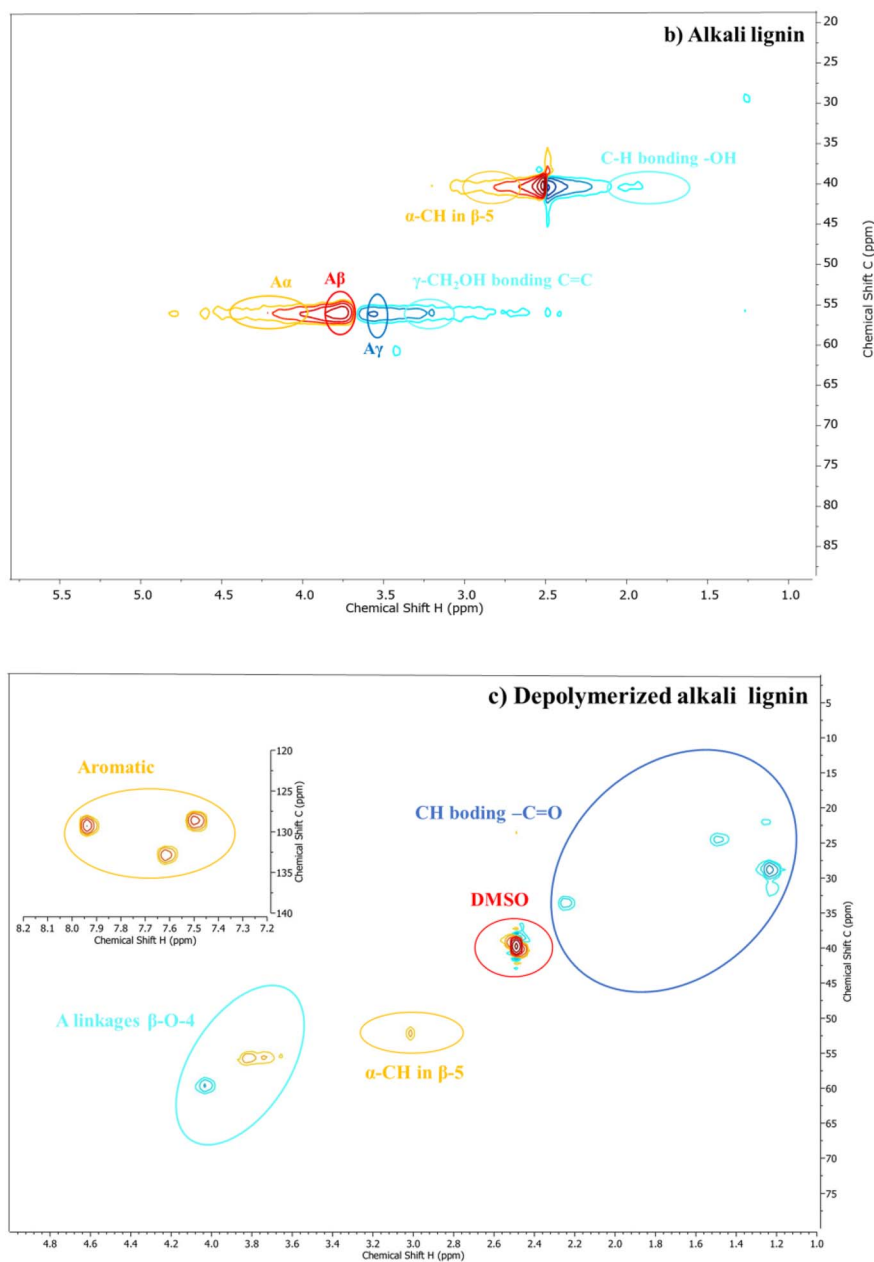 b) Alkali lignin
C-H bonding -OH
α-CH in β-5
Aα
Aβ
γ-CH₂OH bonding C=C
Aγ
20
25
30
35
40
45
50
55
60
65
70
75
80
85
Chemical Shift C (ppm)
5.5 5.0 4.5 4.0 3.5 3.0 2.5 2.0 1.5 1.0
Chemical Shift H (ppm)
c) Depolymerized alkali lignin
Aromatic
120
125
130
135
140
Chemical Shift C (ppm)
8.2 8.1 8.0 7.9 7.8 7.7 7.6 7.5 7.4 7.3 7.2
Chemical Shift H (ppm)
CH boding –C=O
DMSO
A linkages β-O-4
α-CH in β-5
5
10
15
20
25
30
35
40
45
50
55
60
65
70
75
Chemical Shift C (ppm)
4.8 4.6 4.4 4.2 4.0 3.8 3.6 3.4 3.2 3.0 2.8 2.6 2.4 2.2 2.0 1.8 1.6 1.4 1.2 1.0
Chemical Shift H (ppm)